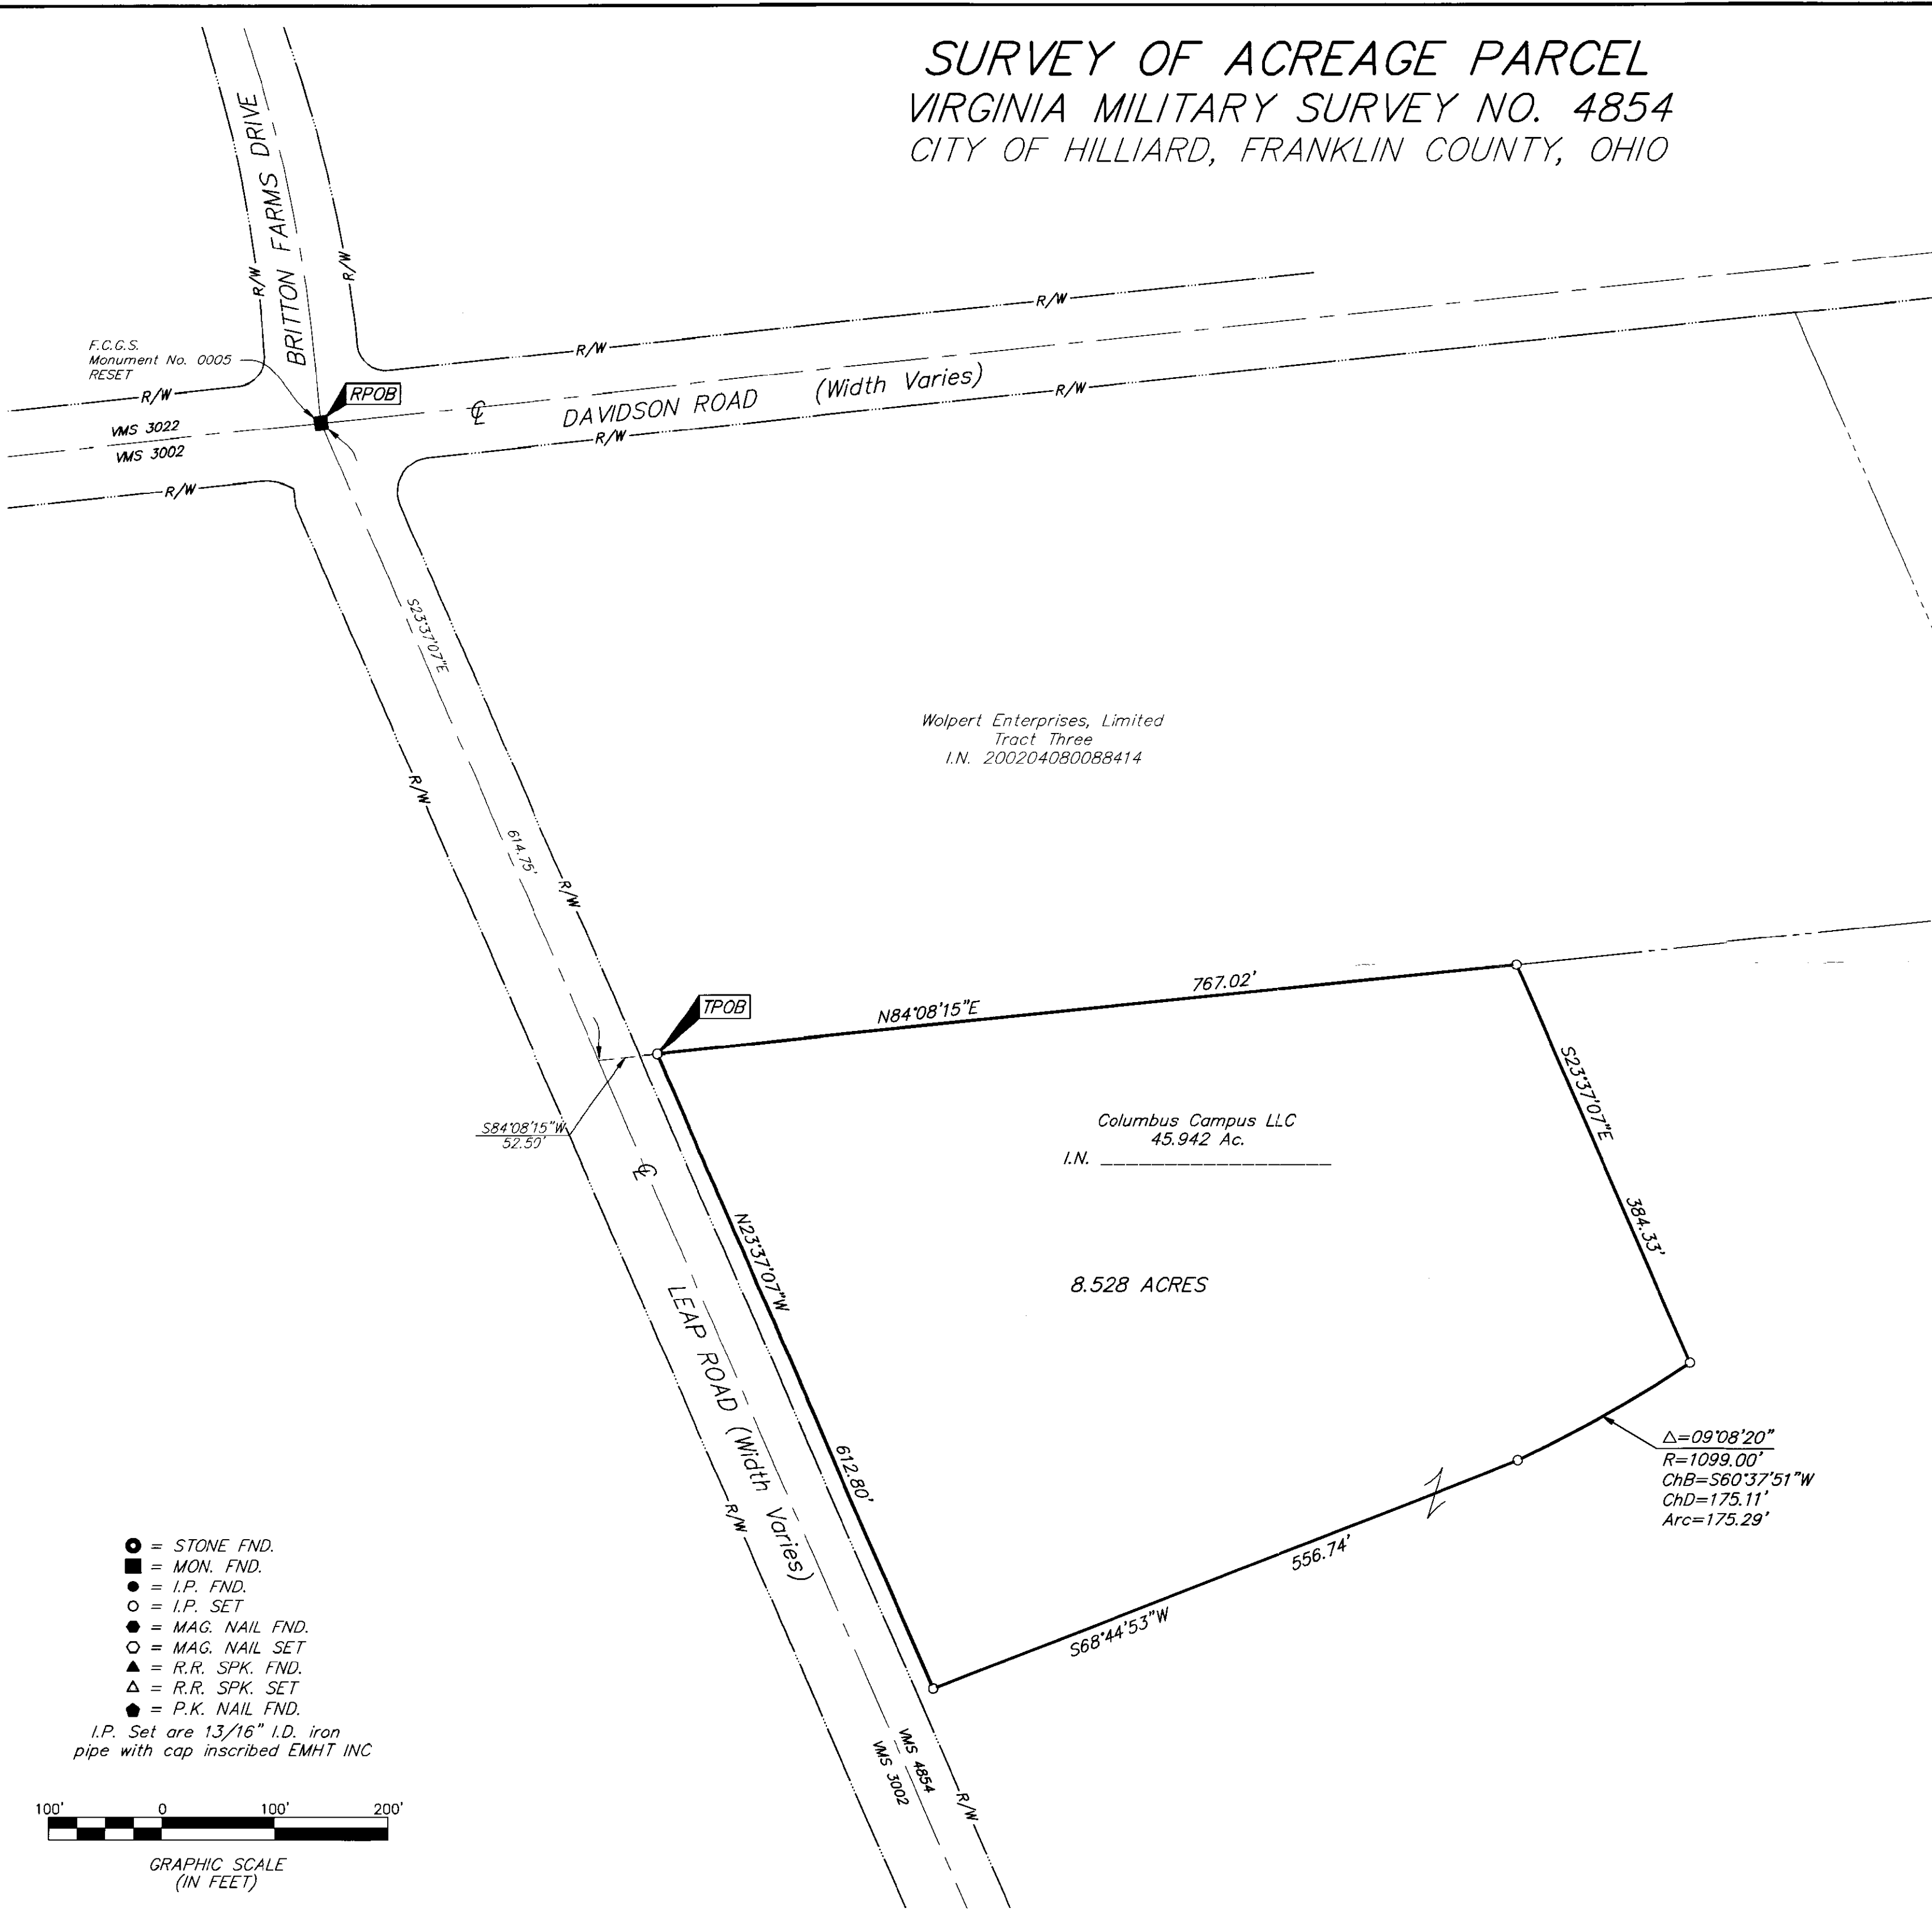 SURVEY OF ACREAGE PARCEL
VIRGINIA MILITARY SURVEY NO. 4854
CITY OF HILLIARD, FRANKLIN COUNTY, OHIO
BRITTON FARMS DRIVE
R/W
R/W
R/W
R/W
F.C.G.S.
Monument No. 0005
RESET
R/W
RPOB
℄
DAVIDSON ROAD (Width Varies)
R/W
R/W
VMS 3022
VMS 3002
R/W
S23°37'07"E
614.75'
R/W
R/W
Wolpert Enterprises, Limited
Tract Three
I.N. 200204080088414
TPOB
N84°08'15"E
767.02'
S84°08'15"W
52.50'
S23°37'07"E
384.33'
Columbus Campus LLC
45.942 Ac.
I.N. __________________
8.528 ACRES
℄
N23°37'07"W
612.80'
LEAP ROAD (Width Varies)
R/W
△=09°08'20"
R=1099.00'
ChB=S60°37'51"W
ChD=175.11'
Arc=175.29'
556.74'
S68°44'53"W
VMS 4854
VMS 3002
R/W
= STONE FND.
= MON. FND.
= I.P. FND.
= I.P. SET
= MAG. NAIL FND.
= MAG. NAIL SET
= R.R. SPK. FND.
= R.R. SPK. SET
= P.K. NAIL FND.
I.P. Set are 13/16" I.D. iron
pipe with cap inscribed EMHT INC
100' 0 100' 200'
GRAPHIC SCALE
(IN FEET)